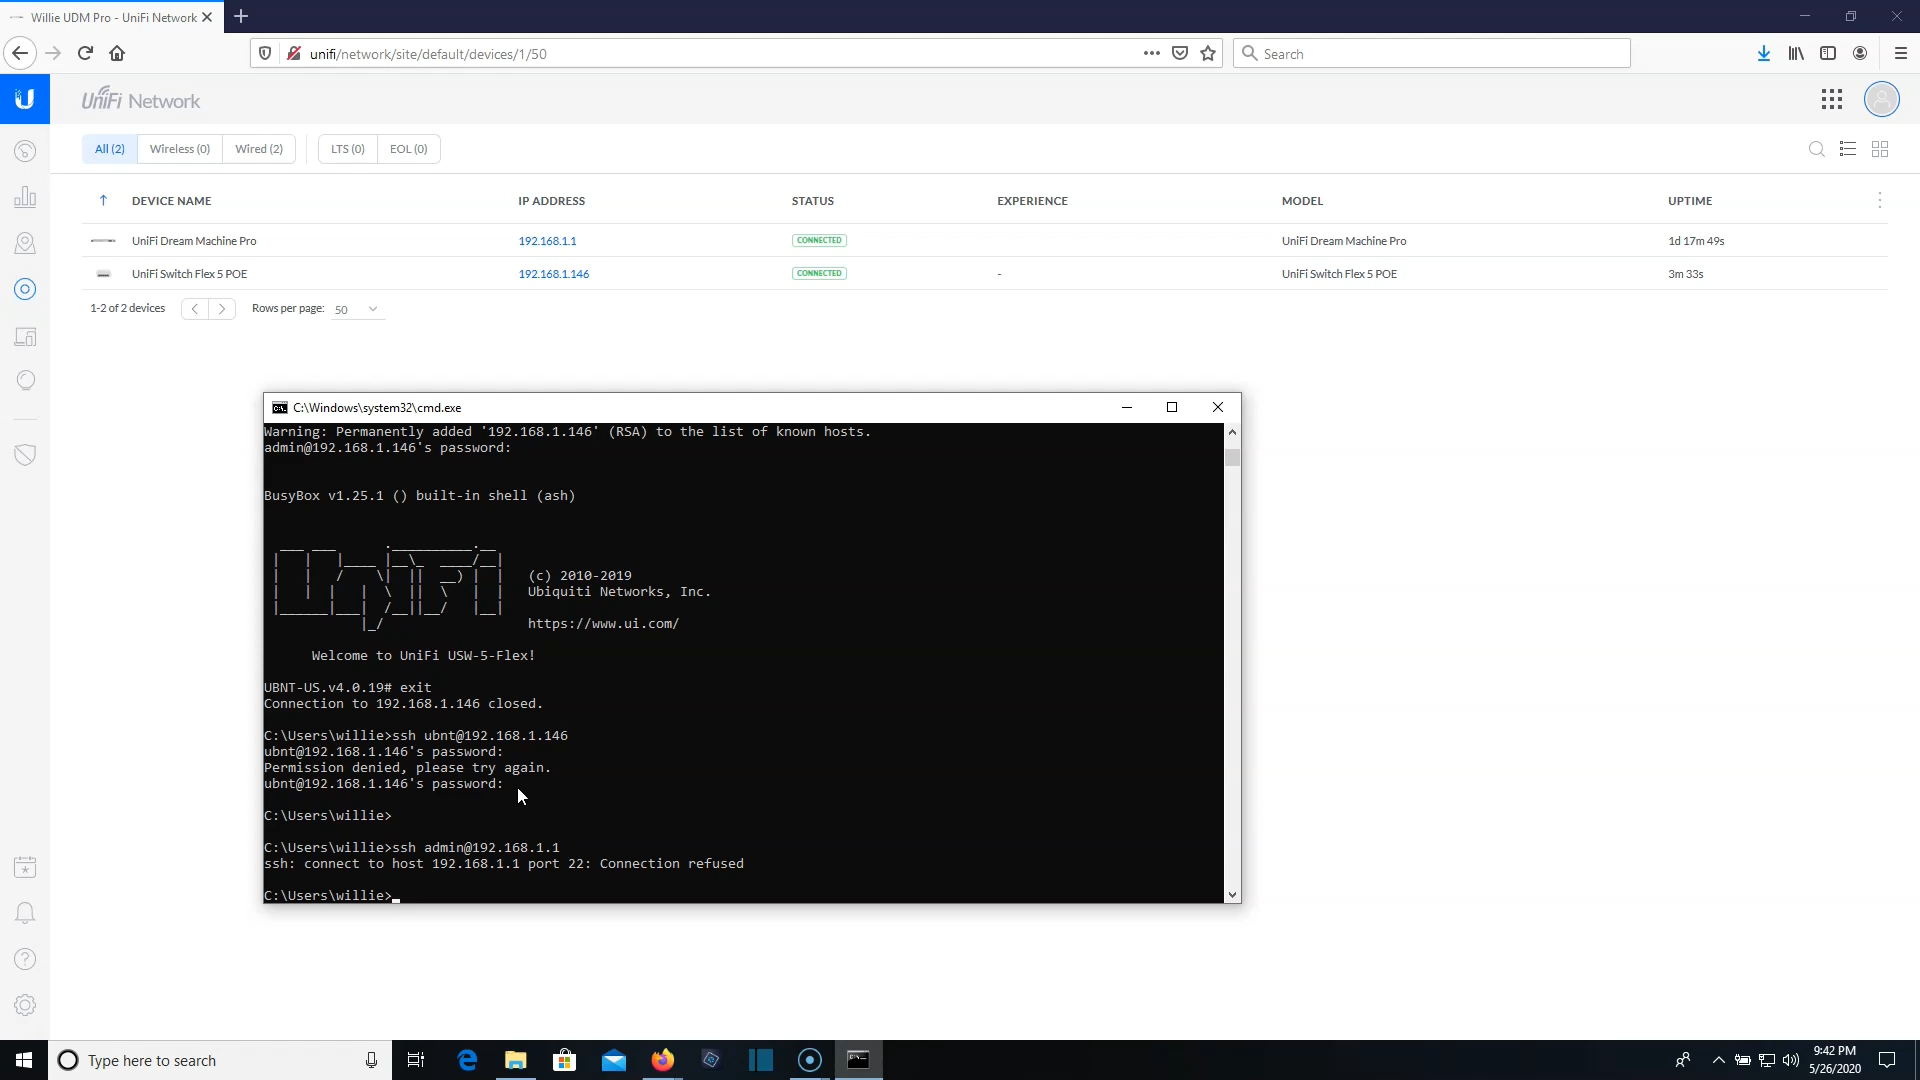 Willie UDM Pro - UniFi Network
unifi/network/site/default/devices/1/50
Search
UniFi Network
All (2)
Wireless (0)
Wired (2)
LTS (0)
EOL (0)
DEVICE NAME
IP ADDRESS
STATUS
EXPERIENCE
MODEL
UPTIME
UniFi Dream Machine Pro
192.168.1.1
CONNECTED
UniFi Dream Machine Pro
1d 17m 49s
UniFi Switch Flex 5 POE
192.168.1.146
CONNECTED
-
UniFi Switch Flex 5 POE
3m 33s
1-2 of 2 devices
Rows per page:
50
C:\Windows\system32\cmd.exe
Warning: Permanently added '192.168.1.146' (RSA) to the list of known hosts.
admin@192.168.1.146's password:
BusyBox v1.25.1 () built-in shell (ash)
(c) 2010-2019
Ubiquiti Networks, Inc.
https://www.ui.com/
Welcome to UniFi USW-5-Flex!
UBNT-US.v4.0.19# exit
Connection to 192.168.1.146 closed.
C:\Users\willie>ssh ubnt@192.168.1.146
ubnt@192.168.1.146's password:
Permission denied, please try again.
ubnt@192.168.1.146's password:
C:\Users\willie>
C:\Users\willie>ssh admin@192.168.1.1
ssh: connect to host 192.168.1.1 port 22: Connection refused
C:\Users\willie>
Type here to search
9:42 PM
5/26/2020